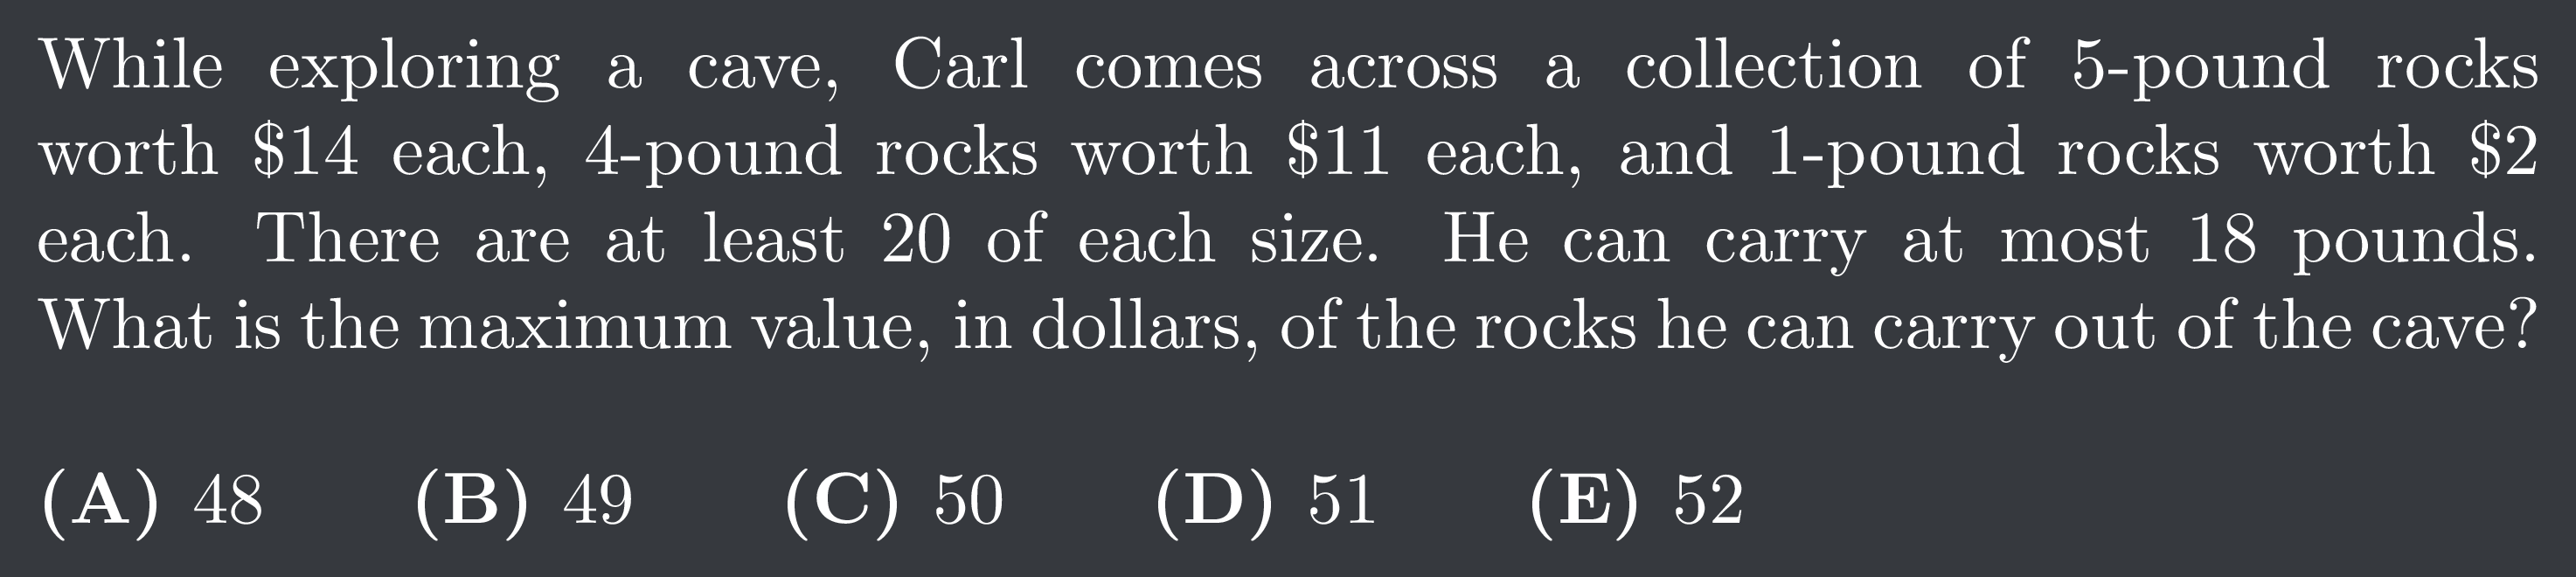 While exploring a cave, Carl comes across a collection of 5-pound rocks
worth $14 each, 4-pound rocks worth $11 each, and 1-pound rocks worth $2
each. There are at least 20 of each size. He can carry at most 18 pounds.
What is the maximum value, in dollars, of the rocks he can carry out of the cave?
(A) 48 (B) 49 (C) 50 (D) 51 (E) 52